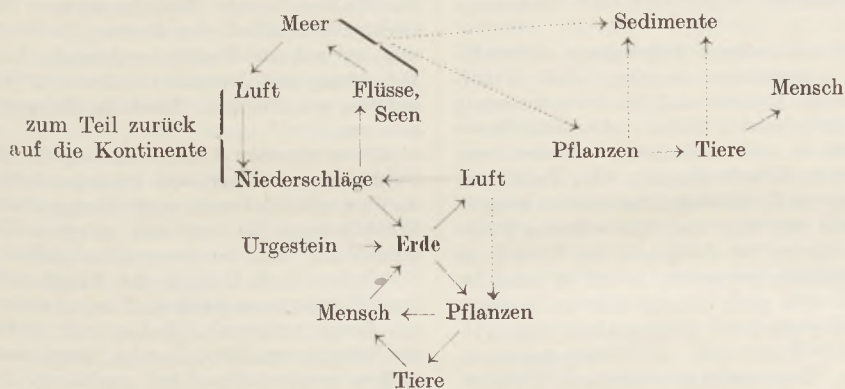 Meer
Sedimente
Luft
Flüsse,
Seen
Mensch
zum Teil zurück
auf die Kontinente
Pflanzen
Tiere
Niederschläge
Luft
Urgestein
Erde
Mensch
Pflanzen
Tiere